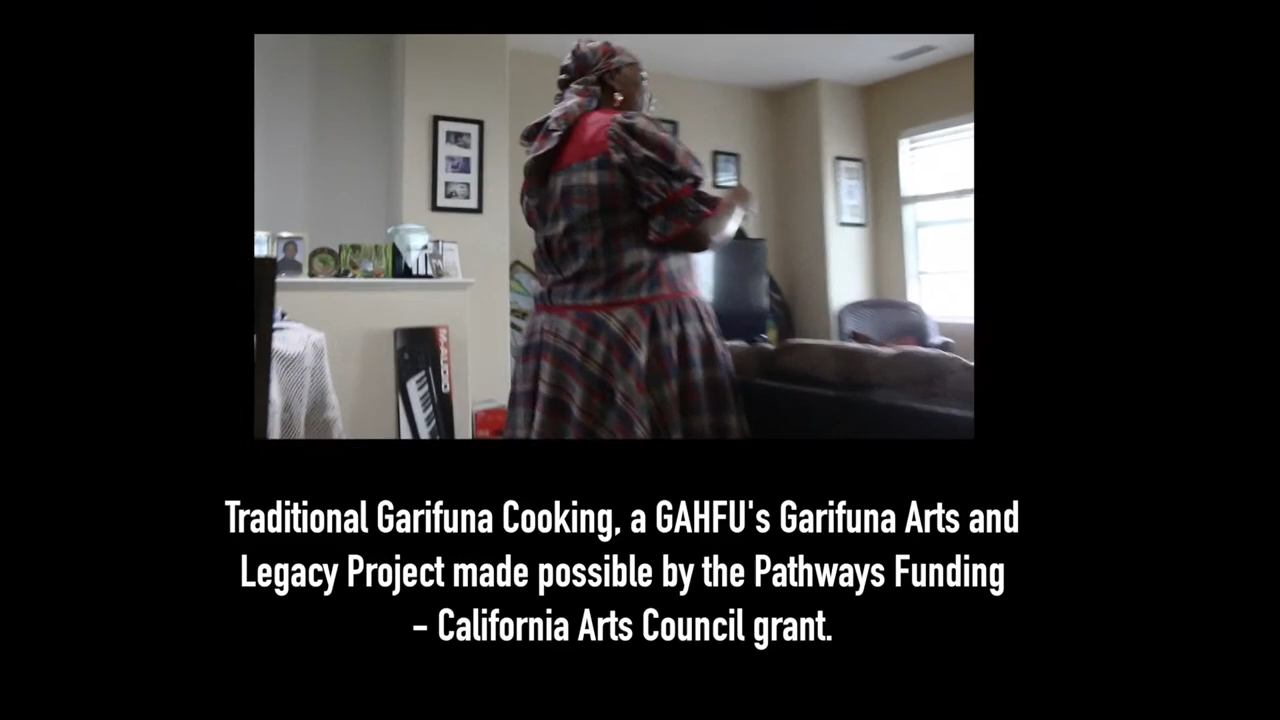 M-AUDIO
Traditional Garifuna Cooking, a GAHFU's Garifuna Arts and
Legacy Project made possible by the Pathways Funding
– California Arts Council grant.